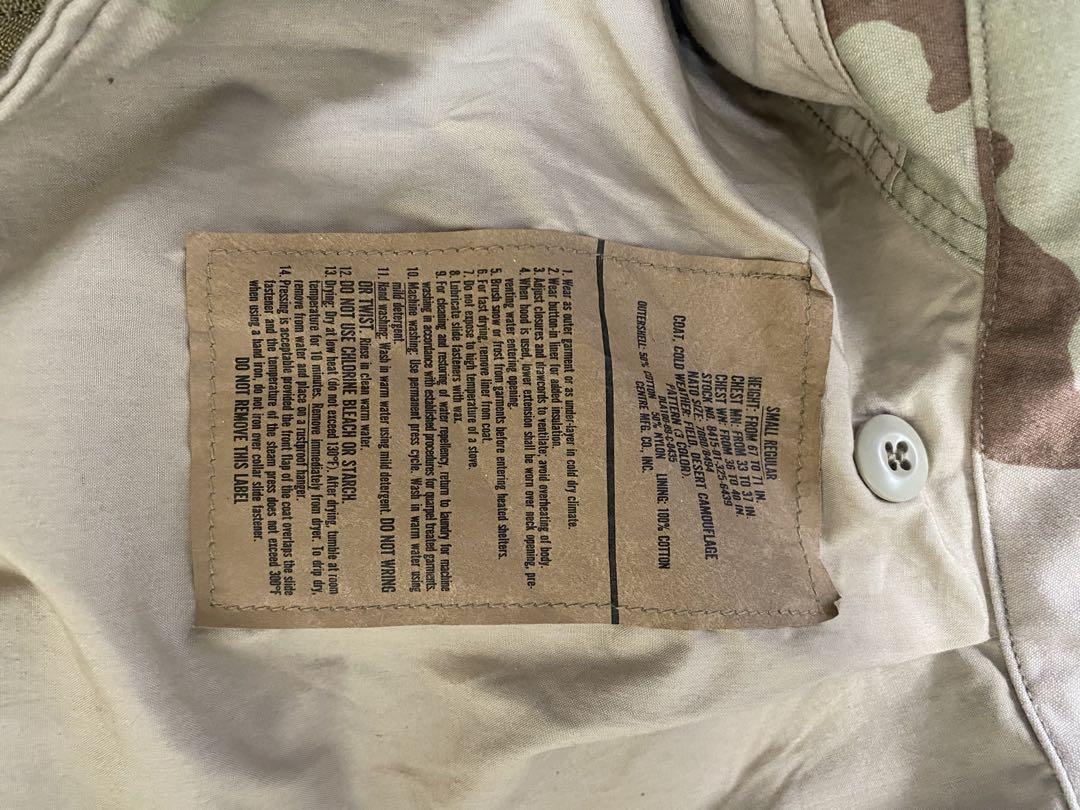 SMALL REGULAR
HEIGHT: FROM 67 TO 71 IN.
CHEST MN: FROM 33 TO 37 IN.
CHEST WN: FROM 36 TO 40 IN.
STOCK NO. 8415-01-325-6439
NATO SIZE: 7080/8494
COAT, COLD WEATHER: FIELD, DESERT CAMOUFLAGE
PATTERN (3 COLOR).
CENTRE MFG. CO., INC.
OUTERSHELL: 50% COTTON 50% NYLON LINING: 100% COTTON
1. Wear as outer garment or as under-layer in cold dry climate.
2. Wear button-in liner for added insulation.
3. Adjust closures and drawcords to ventilate; avoid overheating of body.
4. When hood is used, lower extension shall be worn over neck opening, pre-
venting water entering opening.
5. Brush snow or frost from garments before entering heated shelters.
6. For fast drying, remove liner from coat.
7. Do not expose to high temperature of a stove.
8. Lubricate slide fasteners with wax.
9. For cleaning and restoring of water repellency, return to laundry for machine
washing in accordance with established procedures for quarpel treated garments.
10. Machine washing: Use permanent press cycle. Wash in warm water using
mild detergent.
11. Hand washing: Wash in warm water using mild detergent. DO NOT WRING
OR TWIST. Rinse in clean warm water.
12. DO NOT USE CHLORINE BLEACH OR STARCH.
13. Drying: Dry at low heat (do not exceed 130°F). After drying, tumble at room
temperature for 10 minutes. Remove immediately from dryer. To drip dry,
remove from water and place on a rustproof hanger.
14. Pressing is acceptable provided the front flap of the coat overlaps the slide
fastener and the temperature of the steam press does not exceed 300°F
when using a hand iron, do not iron over collar slide fastener.
DO NOT REMOVE THIS LABEL